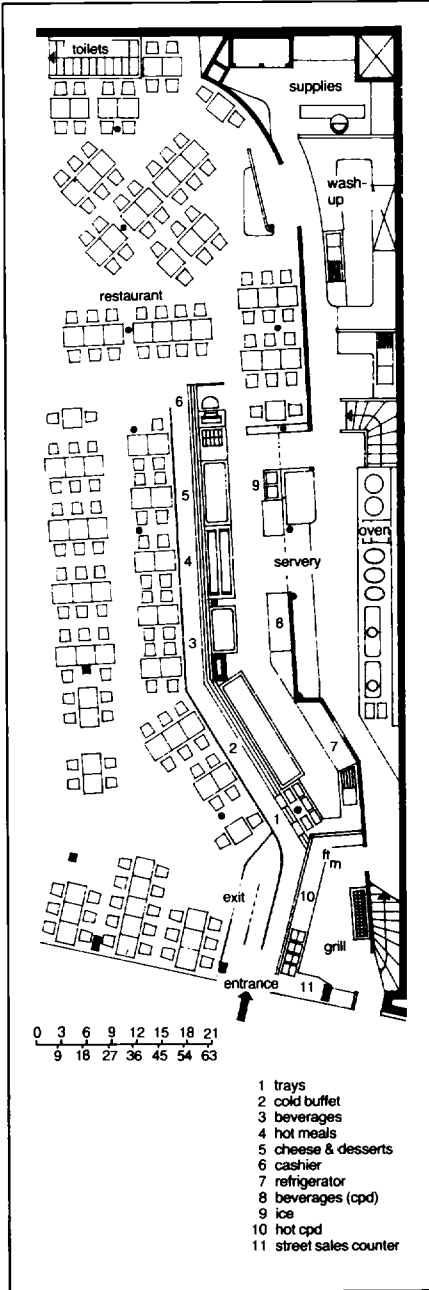 toilets
supplies
wash-
up
restaurant
6
5
9
oven
4
servery
8
3
7
2
1
ft
m
10
exit
grill
entrance
11
0 3 6 9 12 15 18 21
9 18 27 36 45 54 63
1 trays
2 cold buffet
3 beverages
4 hot meals
5 cheese & desserts
6 cashier
7 refrigerator
8 beverages (cpd)
9 ice
10 hot cpd
11 street sales counter